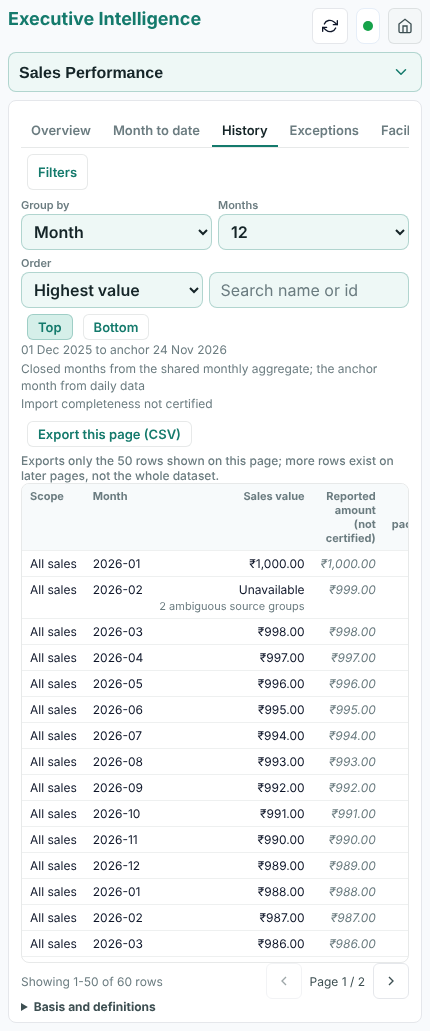 Executive Intelligence
Sales Performance
Overview Month to date History Exceptions Facil
Filters
Group by Months
Month 12
Order
Highest value Search name or id
Top Bottom
01 Dec 2025 to anchor 24 Nov 2026
Closed months from the shared monthly aggregate; the anchor
month from daily data
Import completeness not certified
Export this page (CSV)
Exports only the 50 rows shown on this page; more rows exist on
later pages, not the whole dataset.
Scope Month Sales value Reported
amount
(not pac
certified)
All sales 2026-01 ₹1,000.00 ₹1,000.00
All sales 2026-02 Unavailable ₹999.00
2 ambiguous source groups
All sales 2026-03 ₹998.00 ₹998.00
All sales 2026-04 ₹997.00 ₹997.00
All sales 2026-05 ₹996.00 ₹996.00
All sales 2026-06 ₹995.00 ₹995.00
All sales 2026-07 ₹994.00 ₹994.00
All sales 2026-08 ₹993.00 ₹993.00
All sales 2026-09 ₹992.00 ₹992.00
All sales 2026-10 ₹991.00 ₹991.00
All sales 2026-11 ₹990.00 ₹990.00
All sales 2026-12 ₹989.00 ₹989.00
All sales 2026-01 ₹988.00 ₹988.00
All sales 2026-02 ₹987.00 ₹987.00
All sales 2026-03 ₹986.00 ₹986.00
Showing 1-50 of 60 rows Page 1 / 2
Basis and definitions